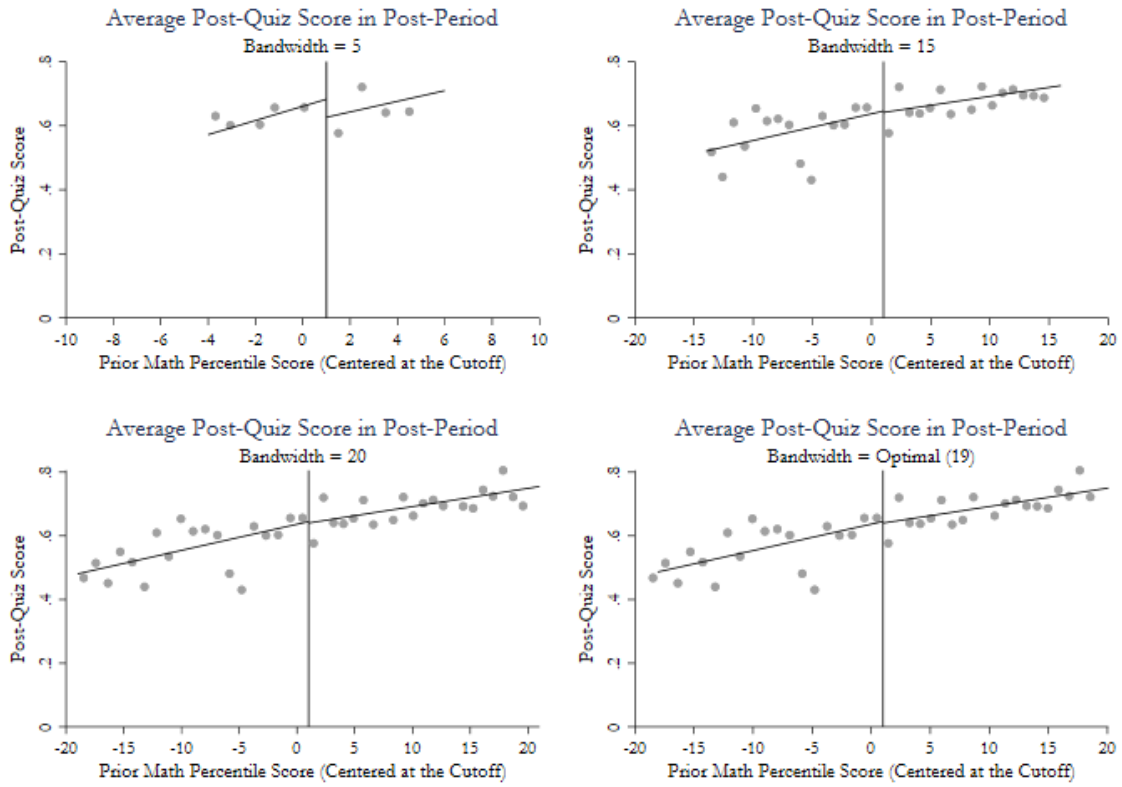 Average Post-Quiz Score in Post-Period
Bandwidth = 5
Post-Quiz Score
.8
.6
.4
.2
0
-10 -8 -6 -4 -2 0 2 4 6 8 10
Prior Math Percentile Score (Centered at the Cutoff)
Average Post-Quiz Score in Post-Period
Bandwidth = 15
Post-Quiz Score
.8
.6
.4
.2
0
-20 -15 -10 -5 0 5 10 15 20
Prior Math Percentile Score (Centered at the Cutoff)
Average Post-Quiz Score in Post-Period
Bandwidth = 20
Post-Quiz Score
.8
.6
.4
.2
0
-20 -15 -10 -5 0 5 10 15 20
Prior Math Percentile Score (Centered at the Cutoff)
Average Post-Quiz Score in Post-Period
Bandwidth = Optimal (19)
Post-Quiz Score
.8
.6
.4
.2
0
-20 -15 -10 -5 0 5 10 15 20
Prior Math Percentile Score (Centered at the Cutoff)